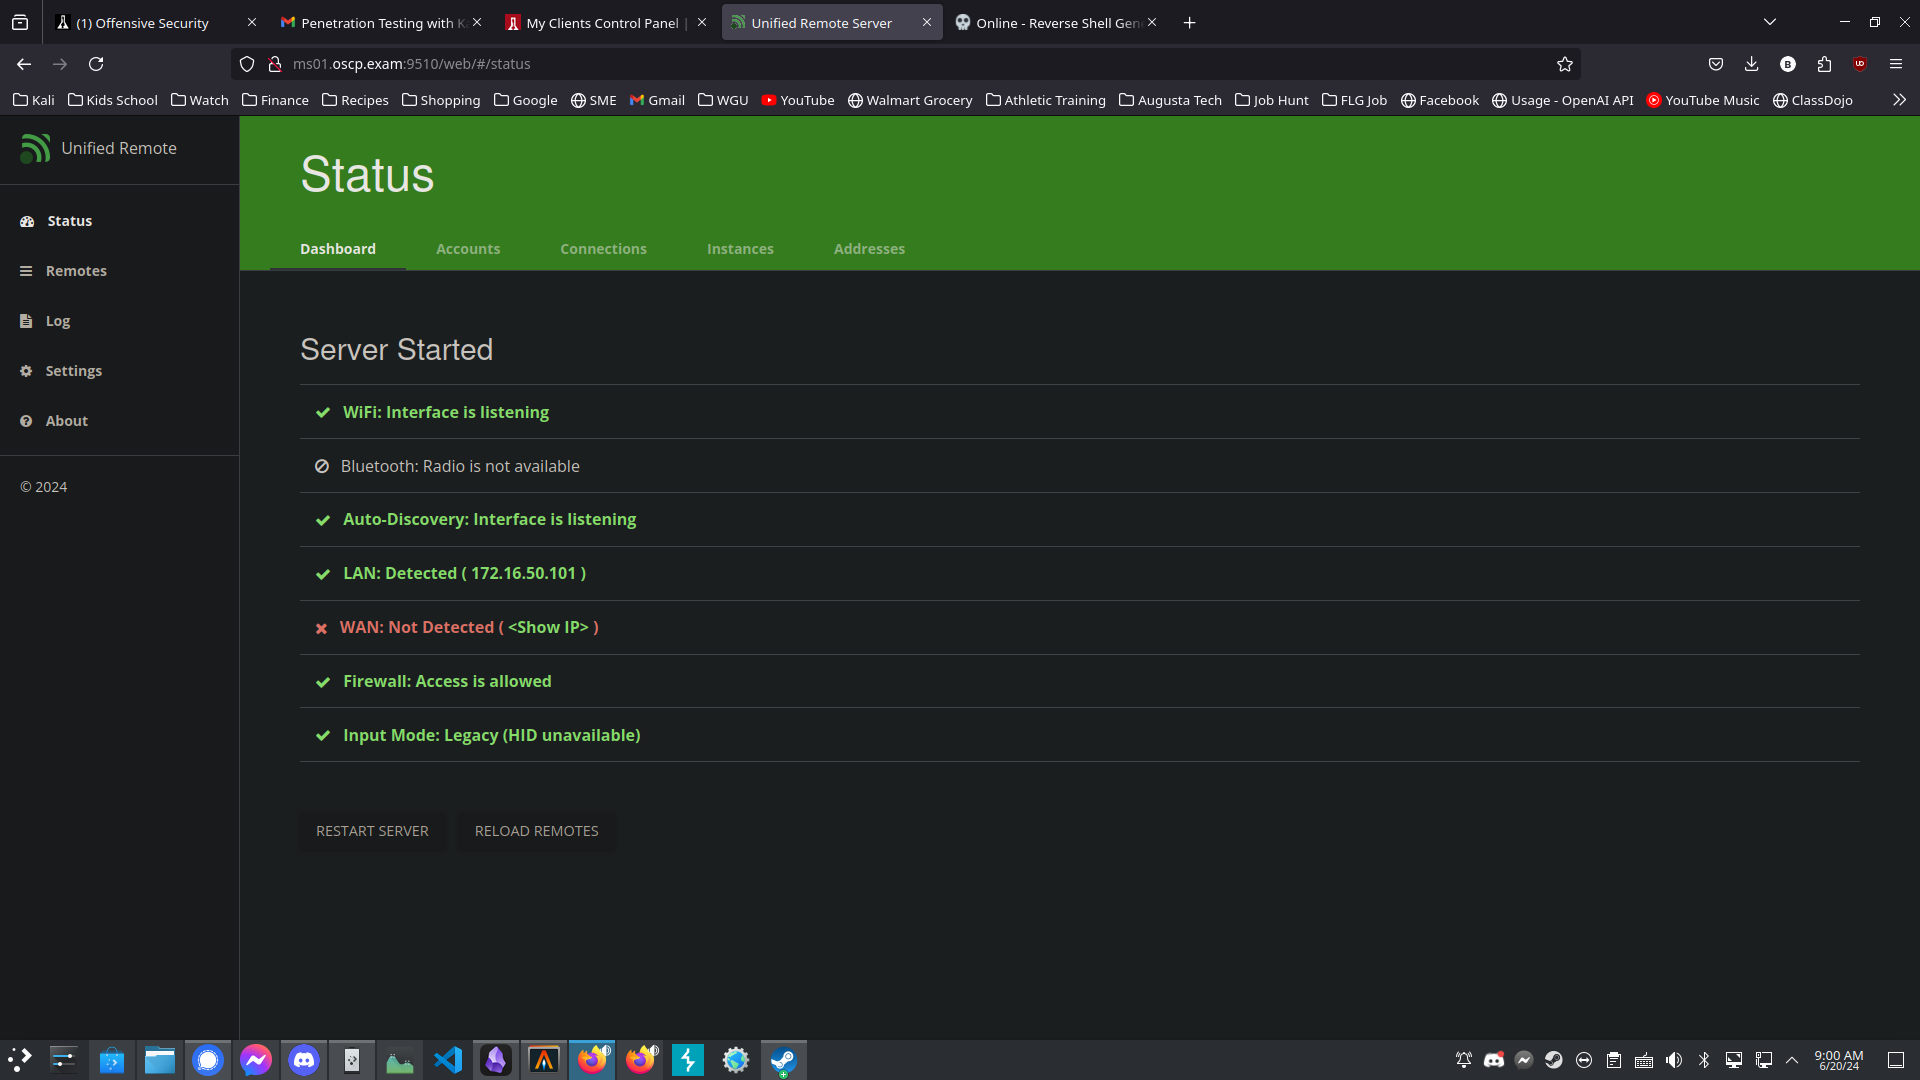 (1) Offensive Security
Penetration Testing with K
My Clients Control Panel |
Unified Remote Server
Online - Reverse Shell Gen
ms01.oscp.exam:9510/web/#/status
Kali
Kids School
Watch
Finance
Recipes
Shopping
Google
SME
Gmail
WGU
YouTube
Walmart Grocery
Athletic Training
Augusta Tech
Job Hunt
FLG Job
Facebook
Usage - OpenAI API
YouTube Music
ClassDojo
Unified Remote
Status
Remotes
Log
Settings
About
© 2024
Status
Dashboard
Accounts
Connections
Instances
Addresses
Server Started
WiFi: Interface is listening
Bluetooth: Radio is not available
Auto-Discovery: Interface is listening
LAN: Detected ( 172.16.50.101 )
WAN: Not Detected ( <Show IP> )
Firewall: Access is allowed
Input Mode: Legacy (HID unavailable)
RESTART SERVER
RELOAD REMOTES
9:00 AM
6/20/24